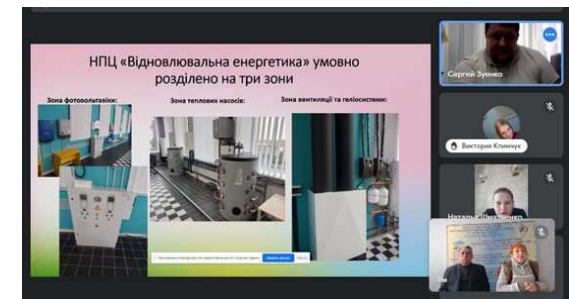 НПЦ «Відновлювальна енергетика» умовно
розділено на три зони
Зона фотовольтаїки:
Зона теплових насосів:
Зона вентиляції та геліосистеми:
Сергей Зуенко
Виктория Климчук
Наталья